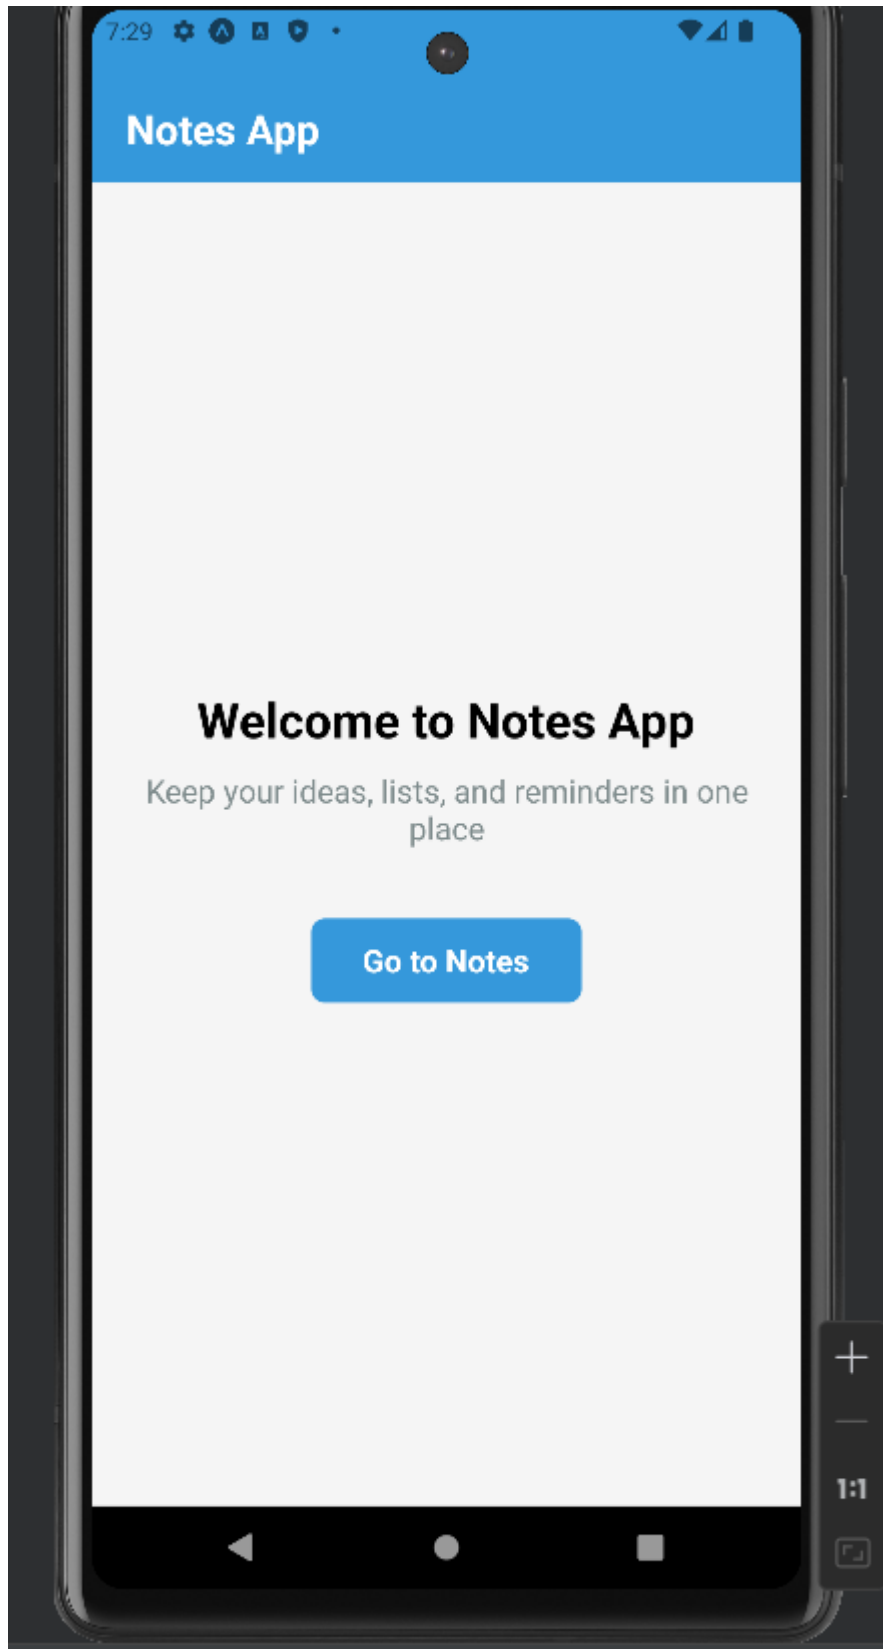 7:29
Notes App
Welcome to Notes App
Keep your ideas, lists, and reminders in one
place
Go to Notes
1:1